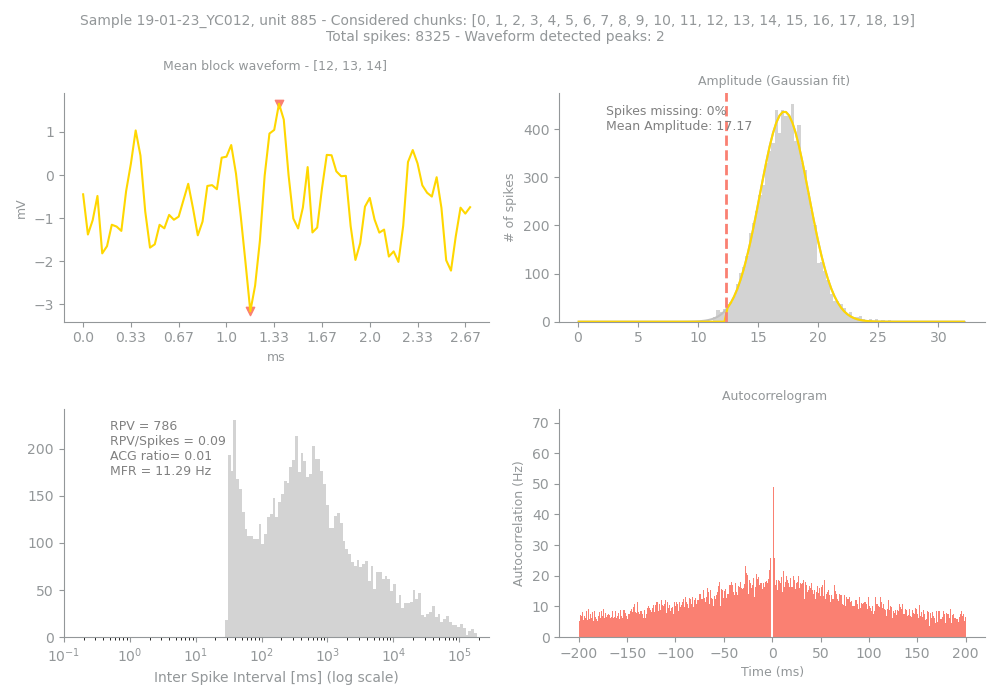 Sample 19-01-23_YC012, unit 885 - Considered chunks: [0, 1, 2, 3, 4, 5, 6, 7, 8, 9, 10, 11, 12, 13, 14, 15, 16, 17, 18, 19]
Total spikes: 8325 - Waveform detected peaks: 2
Mean block waveform - [12, 13, 14]
mV
1
0
−1
−2
−3
0.0 0.33 0.67 1.0 1.33 1.67 2.0 2.33 2.67
ms
Amplitude (Gaussian fit)
Spikes missing: 0%
Mean Amplitude: 17.17
# of spikes
400
300
200
100
0
0 5 10 15 20 25 30
RPV = 786
RPV/Spikes = 0.09
ACG ratio= 0.01
MFR = 11.29 Hz
200
150
100
50
0
10⁻¹ 10⁰ 10¹ 10² 10³ 10⁴ 10⁵
Inter Spike Interval [ms] (log scale)
Autocorrelogram
Autocorrelation (Hz)
70
60
50
40
30
20
10
0
−200 −150 −100 −50 0 50 100 150 200
Time (ms)